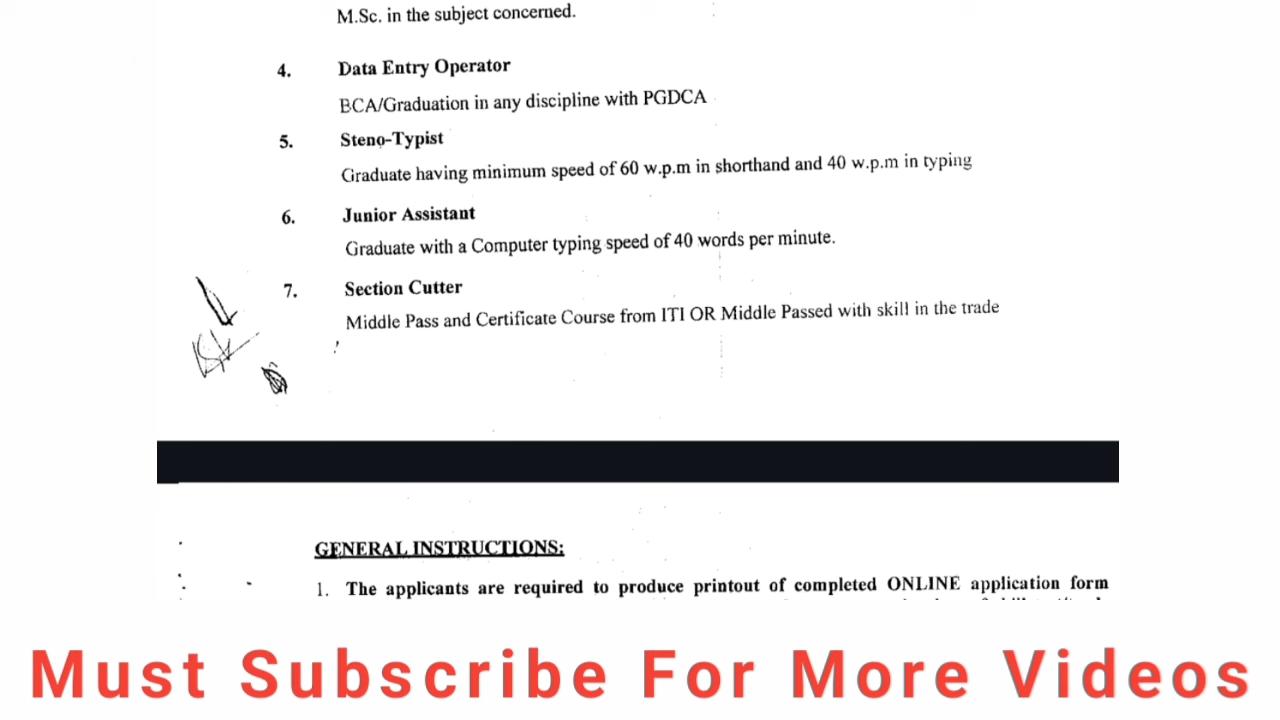 M.Sc. in the subject concerned.
4. Data Entry Operator
BCA/Graduation in any discipline with PGDCA
5. Steno-Typist
Graduate having minimum speed of 60 w.p.m in shorthand and 40 w.p.m in typing
6. Junior Assistant
Graduate with a Computer typing speed of 40 words per minute.
7. Section Cutter
Middle Pass and Certificate Course from ITI OR Middle Passed with skill in the trade
GENERAL INSTRUCTIONS:
1. The applicants are required to produce printout of completed ONLINE application form
Must Subscribe For More Videos